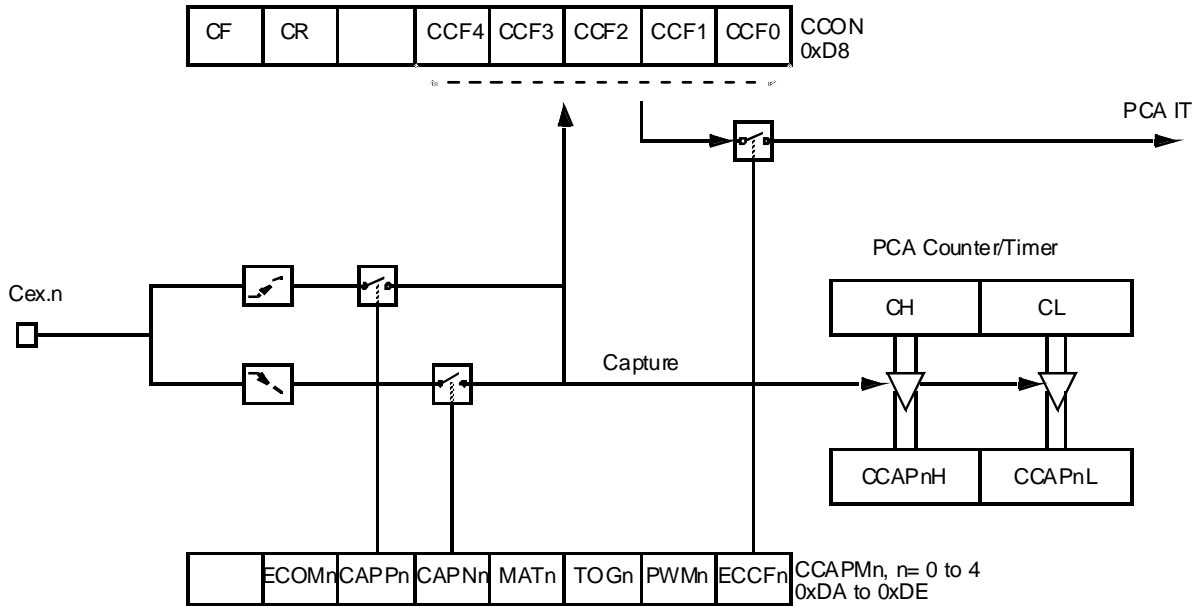 CF CR CCF4 CCF3 CCF2 CCF1 CCF0 CCON
0xD8
PCA IT
PCA Counter/Timer
Cex.n
CH CL
Capture
CCAPnH CCAPnL
ECOMn CAPPn CAPNn MATn TOGn PWMn ECCFn CCAPMn, n= 0 to 4
0xDA to 0xDE